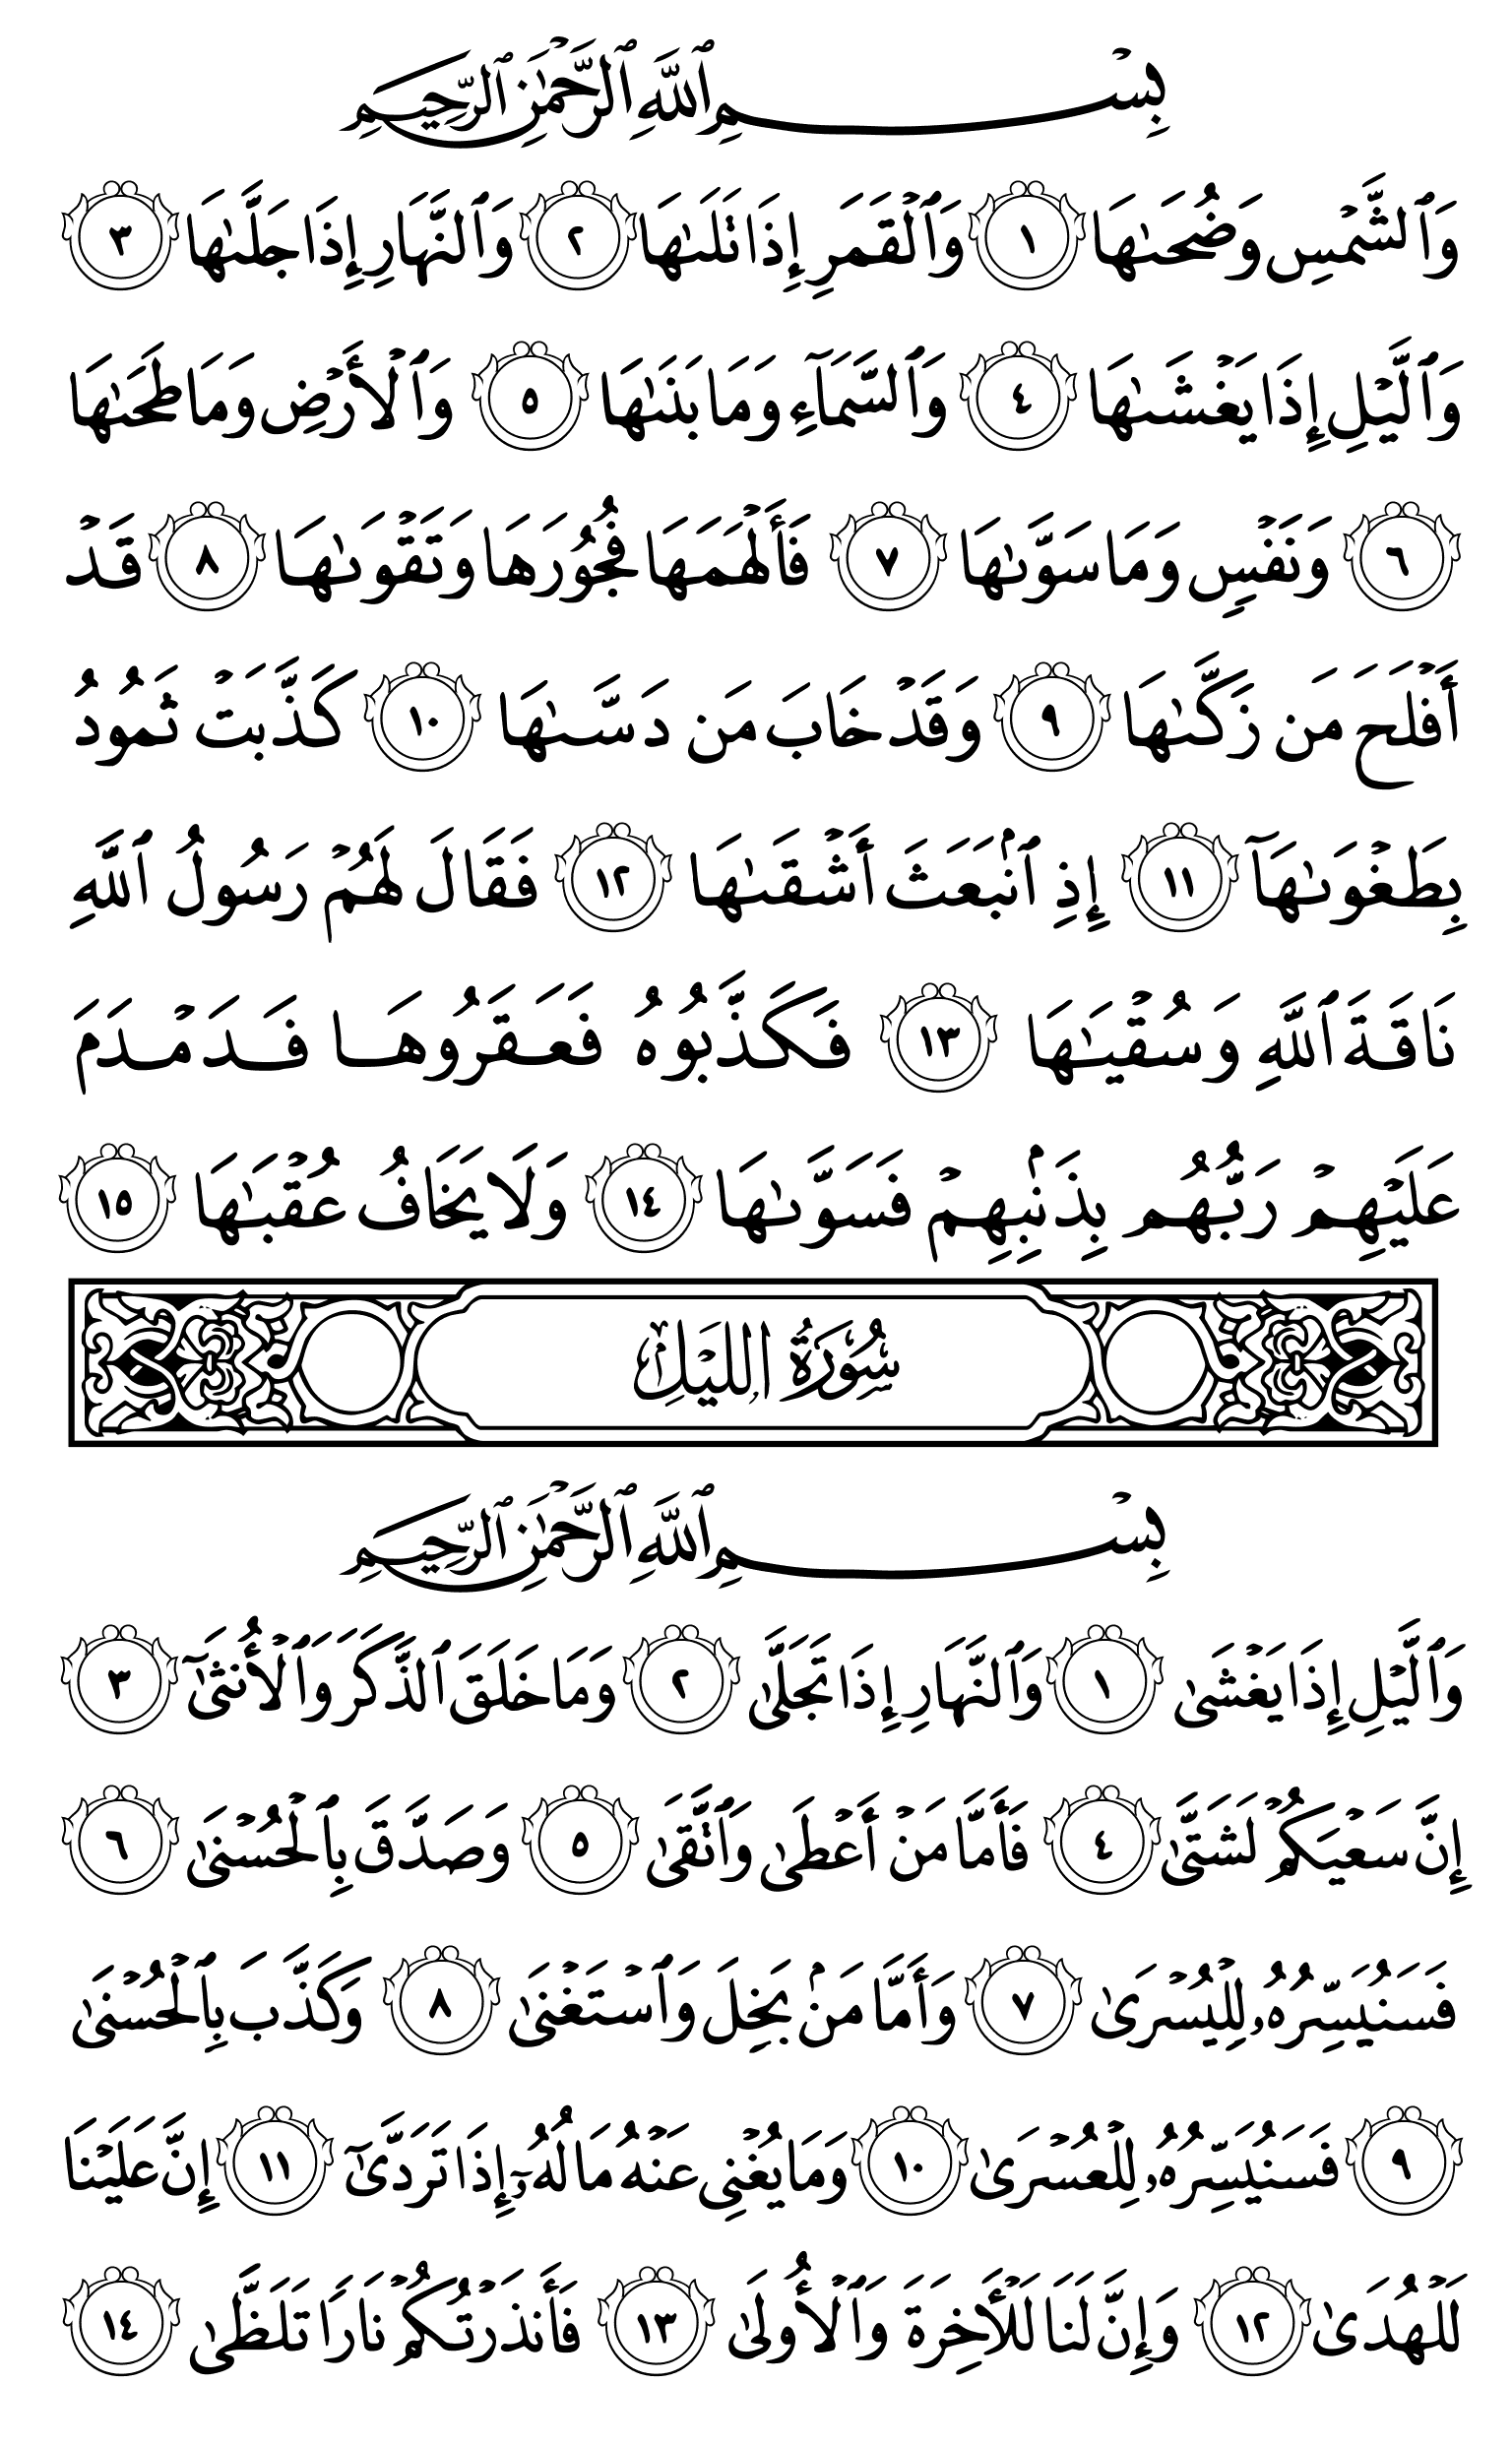 بِسْمِ ٱللَّهِ ٱلرَّحْمَٰنِ ٱلرَّحِيمِ
وَٱلشَّمْسِ وَضُحَىٰهَا ١ وَٱلْقَمَرِ إِذَا تَلَىٰهَا ٢ وَٱلنَّهَارِ إِذَا جَلَّىٰهَا ٣
وَٱلَّيْلِ إِذَا يَغْشَىٰهَا ٤ وَٱلسَّمَآءِ وَمَا بَنَىٰهَا ٥ وَٱلْأَرْضِ وَمَا طَحَىٰهَا
٦ وَنَفْسٍ وَمَا سَوَّىٰهَا ٧ فَأَلْهَمَهَا فُجُورَهَا وَتَقْوَىٰهَا ٨ قَدْ
أَفْلَحَ مَن زَكَّىٰهَا ٩ وَقَدْ خَابَ مَن دَسَّىٰهَا ١٠ كَذَّبَتْ ثَمُودُ
بِطَغْوَىٰهَآ ١١ إِذِ ٱنۢبَعَثَ أَشْقَىٰهَا ١٢ فَقَالَ لَهُمْ رَسُولُ ٱللَّهِ
نَاقَةَ ٱللَّهِ وَسُقْيَٰهَا ١٣ فَكَذَّبُوهُ فَعَقَرُوهَا فَدَمْدَمَ
عَلَيْهِمْ رَبُّهُم بِذَنۢبِهِمْ فَسَوَّىٰهَا ١٤ وَلَا يَخَافُ عُقْبَٰهَا ١٥
سُورَةُ اللَّيْلِ
بِسْمِ ٱللَّهِ ٱلرَّحْمَٰنِ ٱلرَّحِيمِ
وَٱلَّيْلِ إِذَا يَغْشَىٰ ١ وَٱلنَّهَارِ إِذَا تَجَلَّىٰ ٢ وَمَا خَلَقَ ٱلذَّكَرَ وَٱلْأُنثَىٰٓ ٣
إِنَّ سَعْيَكُمْ لَشَتَّىٰ ٤ فَأَمَّا مَنْ أَعْطَىٰ وَٱتَّقَىٰ ٥ وَصَدَّقَ بِٱلْحُسْنَىٰ ٦
فَسَنُيَسِّرُهُۥ لِلْيُسْرَىٰ ٧ وَأَمَّا مَنۢ بَخِلَ وَٱسْتَغْنَىٰ ٨ وَكَذَّبَ بِٱلْحُسْنَىٰ
٩ فَسَنُيَسِّرُهُۥ لِلْعُسْرَىٰ ١٠ وَمَا يُغْنِى عَنْهُ مَالُهُۥٓ إِذَا تَرَدَّىٰٓ ١١ إِنَّ عَلَيْنَا
لَلْهُدَىٰ ١٢ وَإِنَّ لَنَا لَلْأَخِرَةَ وَٱلْأُولَىٰ ١٣ فَأَنذَرْتُكُمْ نَارًا تَلَظَّىٰ ١٤